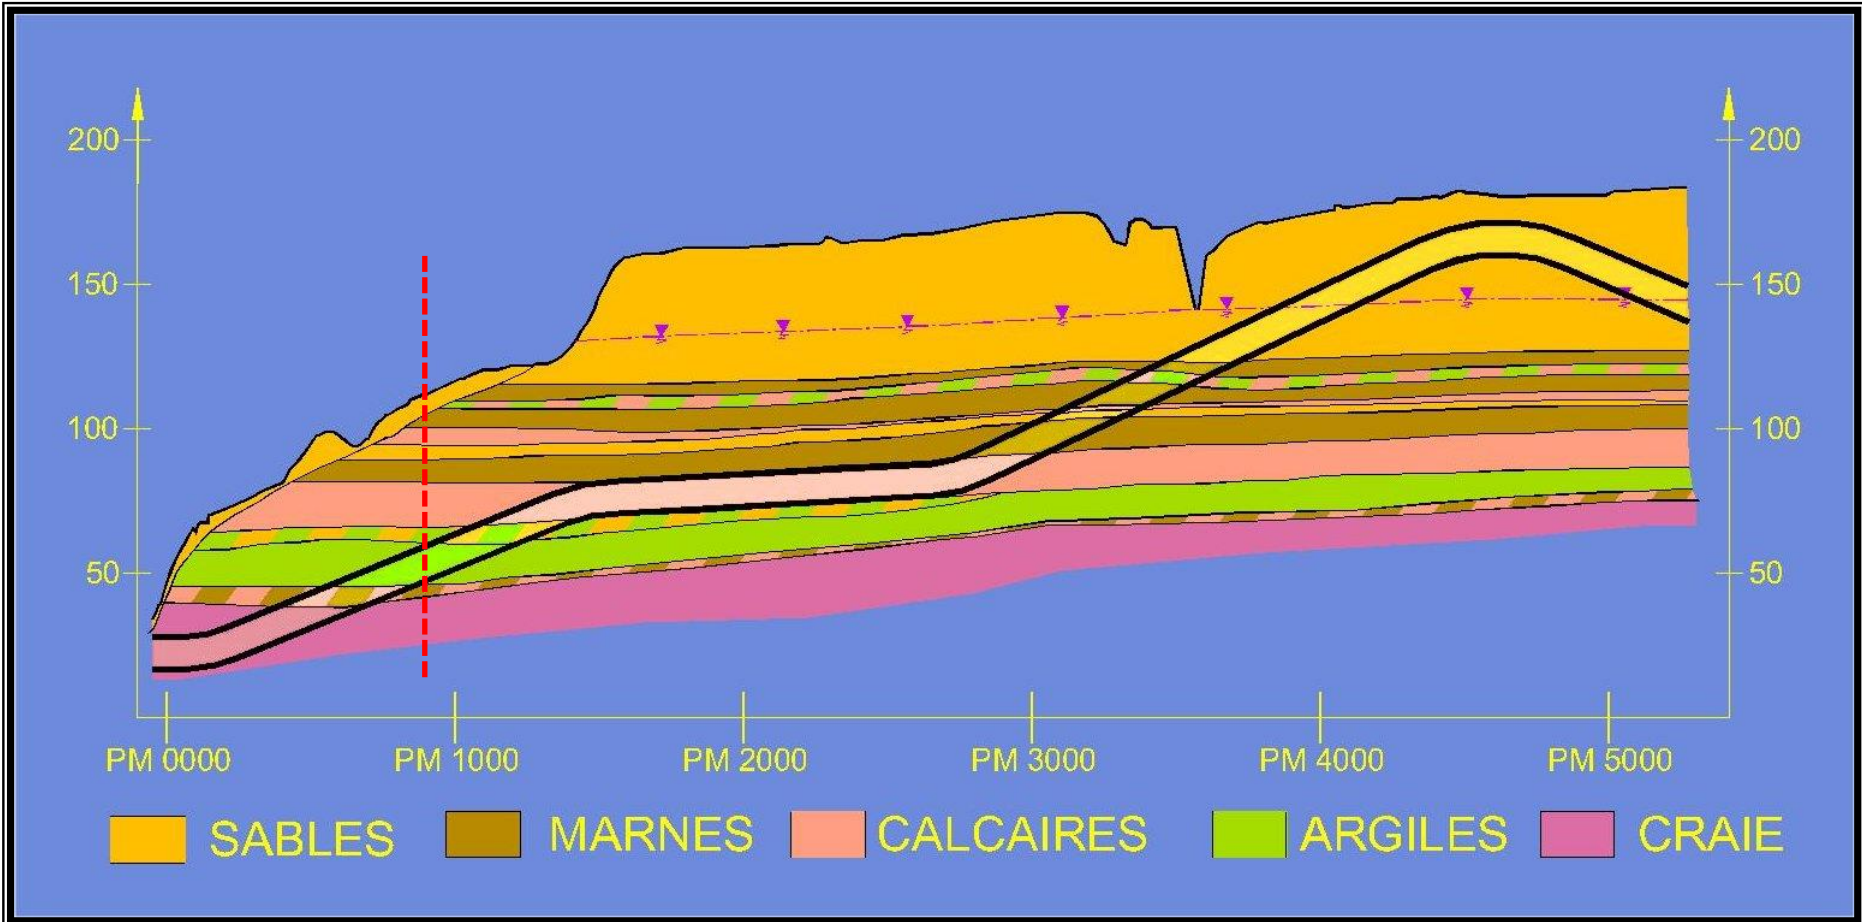 200 200
150 150
100 100
50 50
PM 0000 PM 1000 PM 2000 PM 3000 PM 4000 PM 5000
SABLES MARNES CALCAIRES ARGILES CRAIE